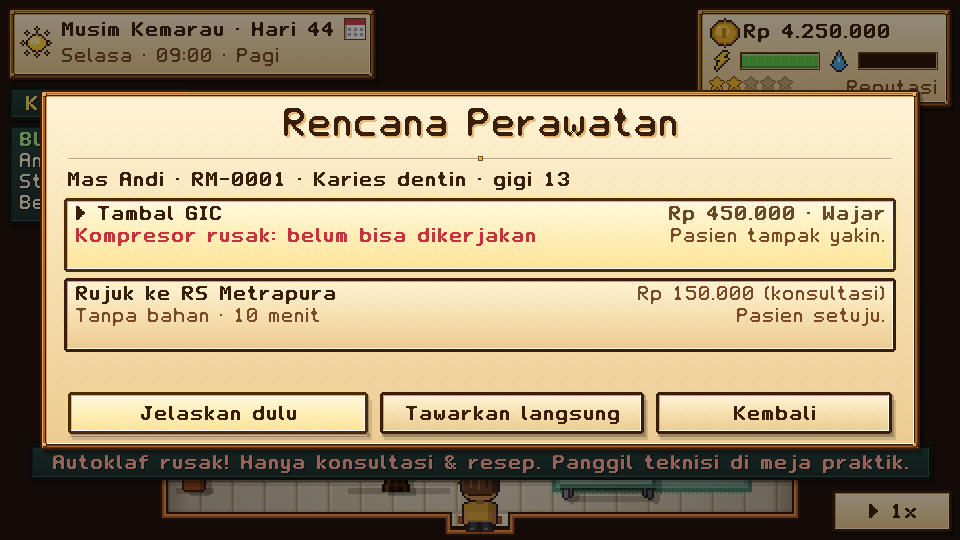 Musim Kemarau · Hari 44
Selasa · 09:00 · Pagi
Rp 4.250.000
Reputasi
Rencana Perawatan
Mas Andi · RM-0001 · Karies dentin · gigi 13
Tambal GIC
Rp 450.000 · Wajar
Kompresor rusak: belum bisa dikerjakan
Pasien tampak yakin.
Rujuk ke RS Metrapura
Rp 150.000 (konsultasi)
Tanpa bahan · 10 menit
Pasien setuju.
Jelaskan dulu
Tawarkan langsung
Kembali
Autoklaf rusak! Hanya konsultasi & resep. Panggil teknisi di meja praktik.
1x